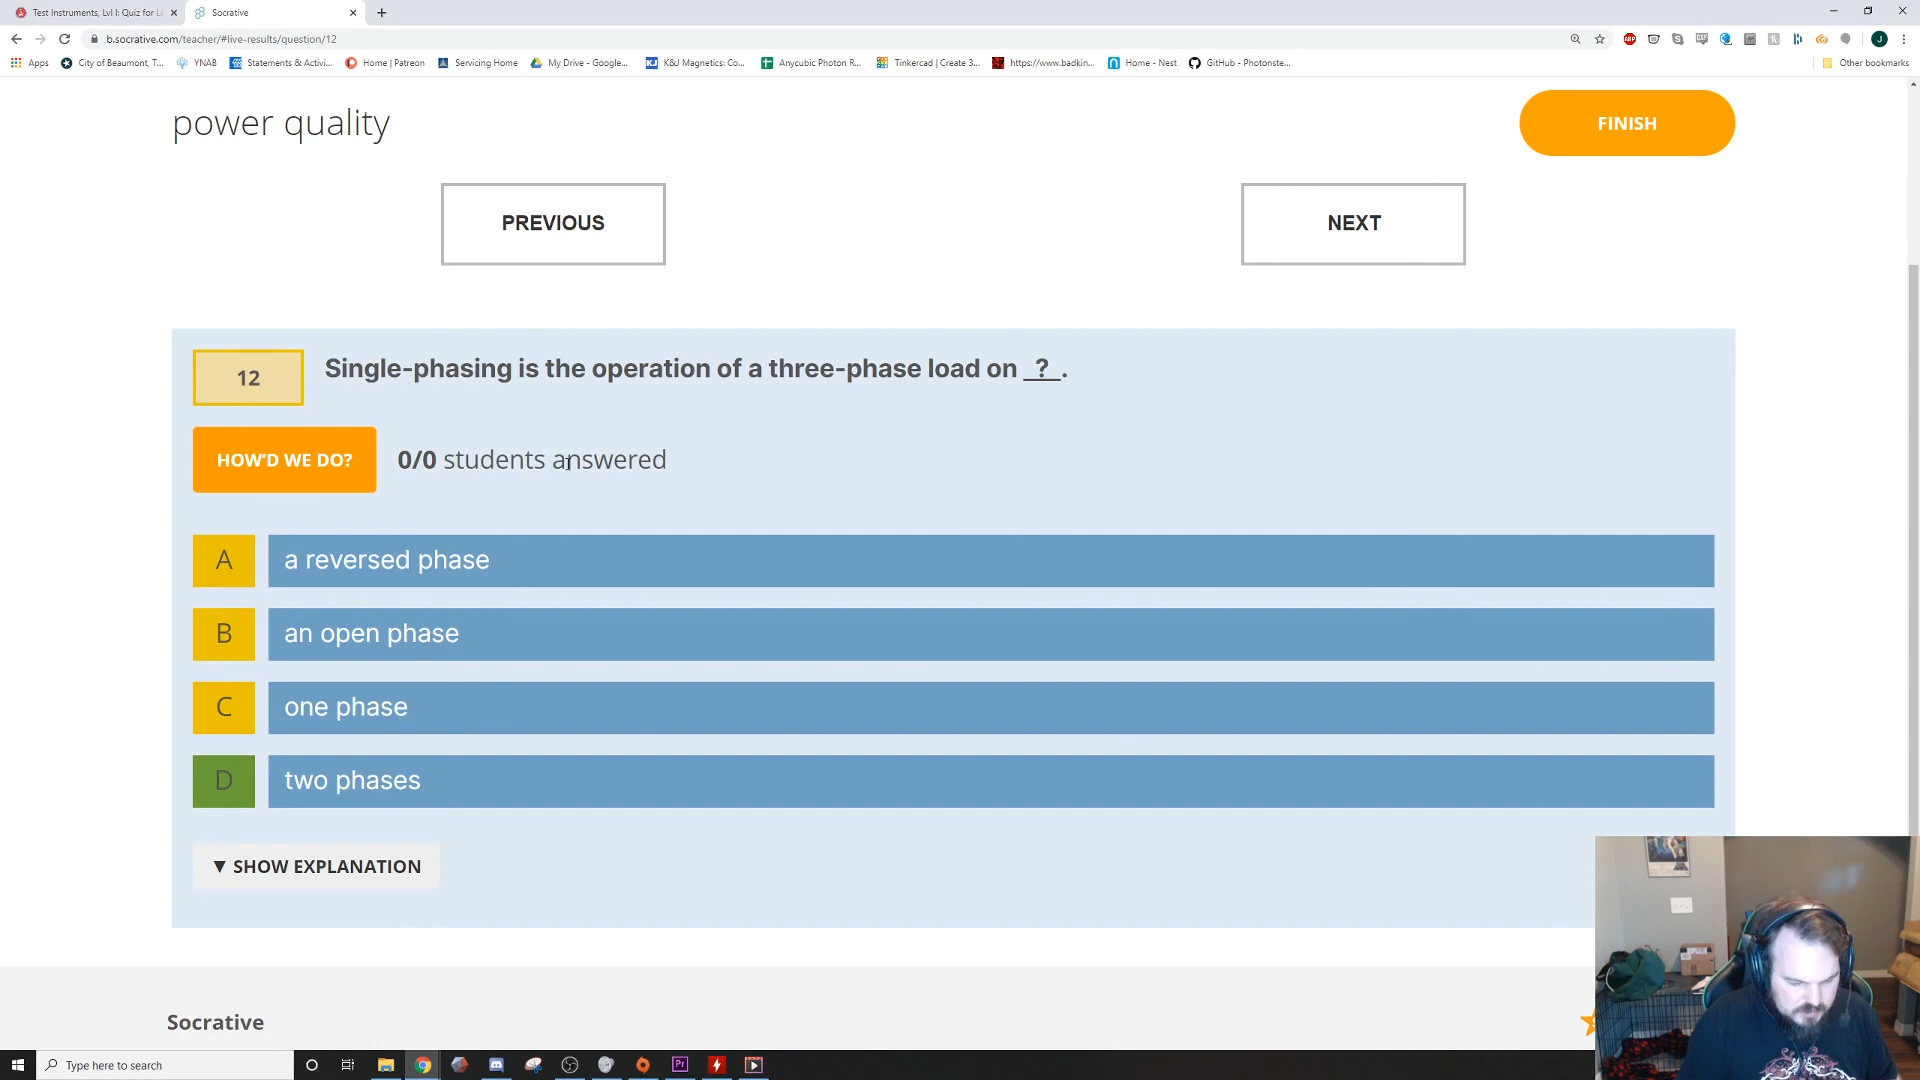 Test Instruments, Lvl I: Quiz for Le
Socrative
b.socrative.com/teacher/#live-results/question/12
Apps
City of Beaumont, T...
YNAB
Statements & Activi...
Home | Patreon
Servicing Home
My Drive - Google...
K&J Magnetics: Co...
Anycubic Photon R...
Tinkercad | Create 3...
https://www.badkin...
Home - Nest
GitHub - Photonste...
Other bookmarks
power quality
FINISH
PREVIOUS
NEXT
12
Single-phasing is the operation of a three-phase load on _?_.
HOW'D WE DO?
0/0 students answered
A
a reversed phase
B
an open phase
C
one phase
D
two phases
▼ SHOW EXPLANATION
Socrative
Type here to search